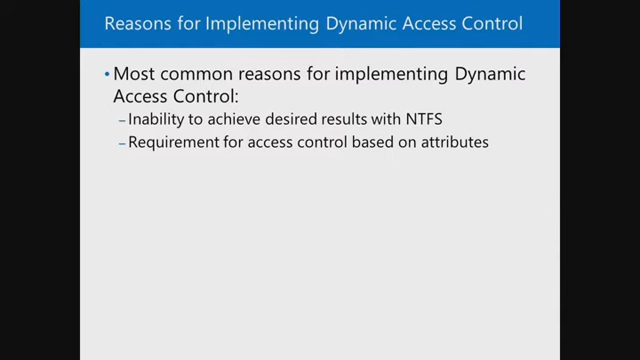 Reasons for Implementing Dynamic Access Control
• Most common reasons for implementing Dynamic
Access Control:
– Inability to achieve desired results with NTFS
– Requirement for access control based on attributes